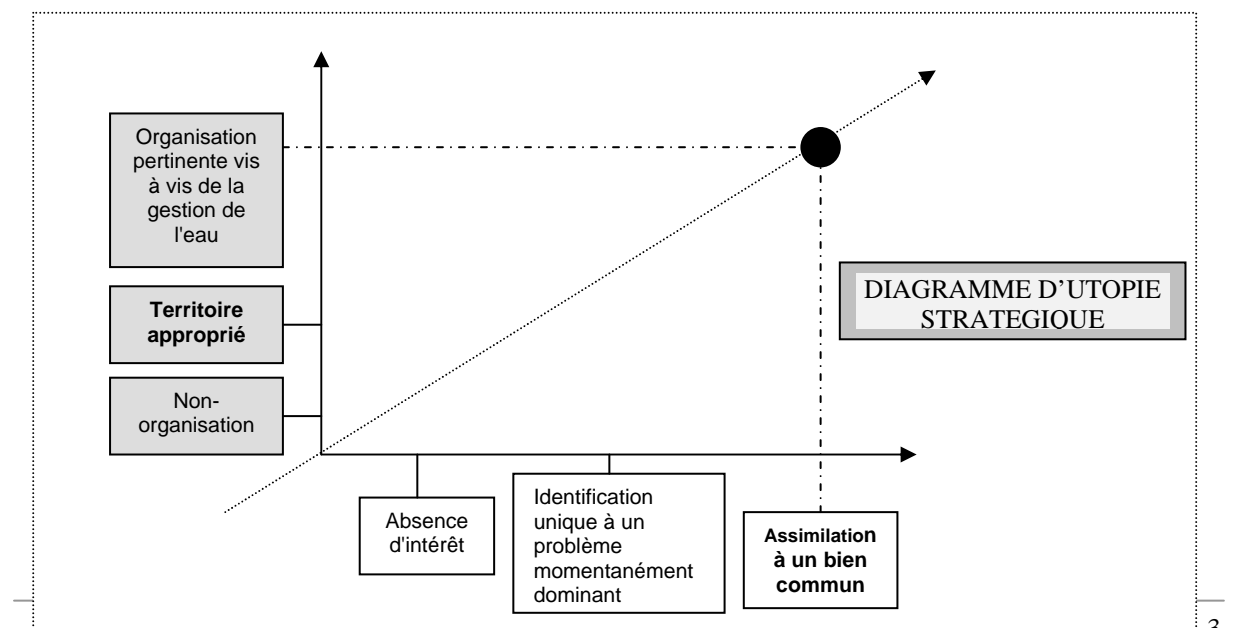 Organisation
pertinente vis
à vis de la
gestion de
l'eau
Territoire
approprié
Non-
organisation
DIAGRAMME D’UTOPIE
STRATEGIQUE
Absence
d'intérêt
Identification
unique à un
problème
momentanément
dominant
Assimilation
à un bien
commun
3